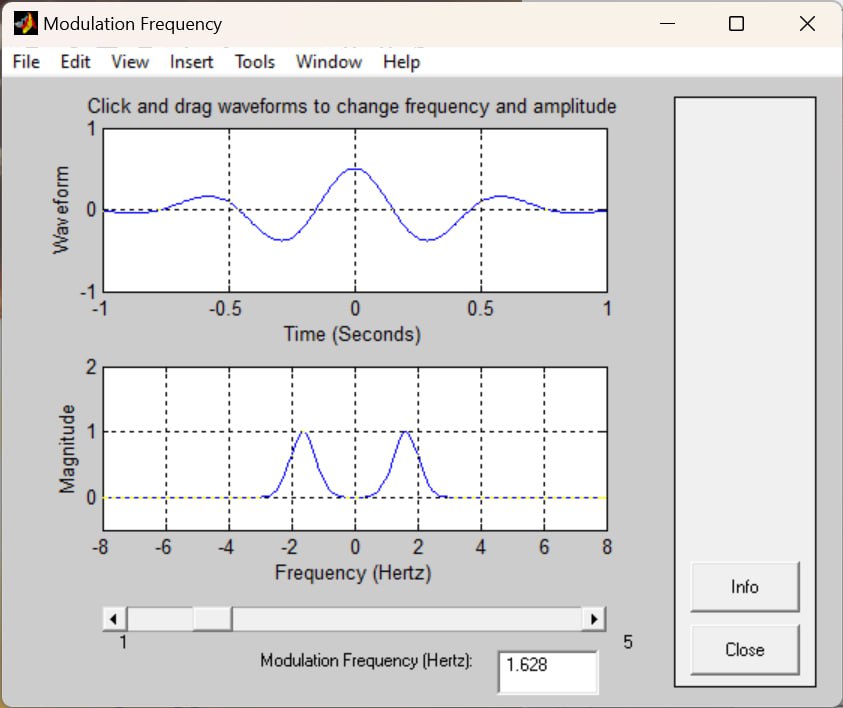 Modulation Frequency
File Edit View Insert Tools Window Help
Click and drag waveforms to change frequency and amplitude
1
0
-1
Waveform
-1 -0.5 0 0.5 1
Time (Seconds)
2
1
0
Magnitude
-8 -6 -4 -2 0 2 4 6 8
Frequency (Hertz)
1 5
Modulation Frequency (Hertz): 1.628
Info
Close